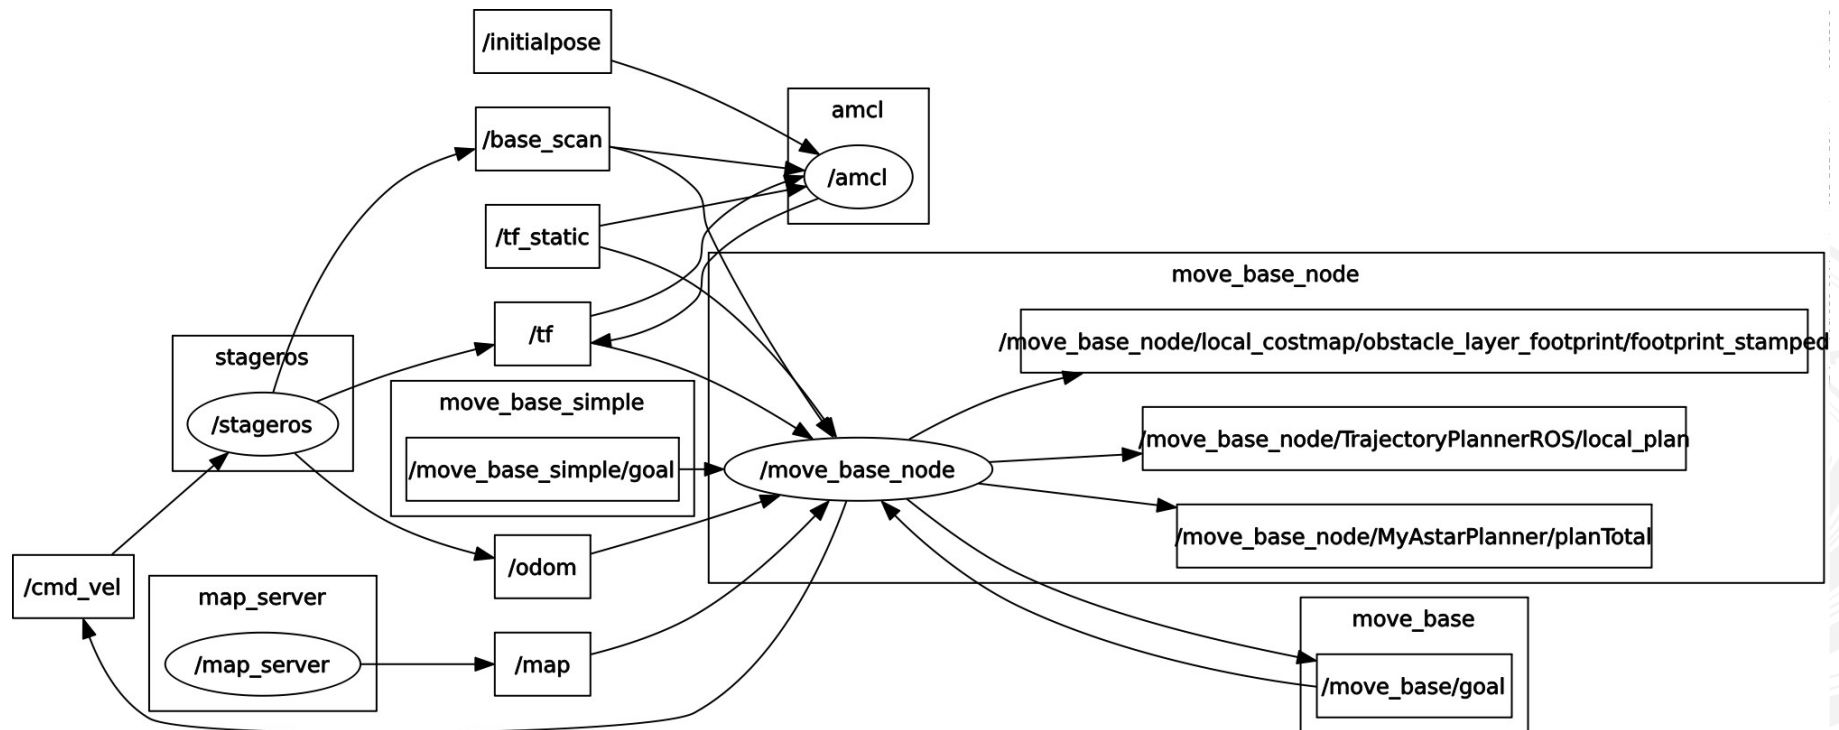 /initialpose
/base_scan
amcl
/amcl
/tf_static
move_base_node
/tf
/move_base_node/local_costmap/obstacle_layer_footprint/footprint_stamped
stageros
/stageros
move_base_simple
/move_base_simple/goal
/move_base_node
/move_base_node/TrajectoryPlannerROS/local_plan
/move_base_node/MyAstarPlanner/planTotal
/odom
/cmd_vel
map_server
/map_server
/map
move_base
/move_base/goal